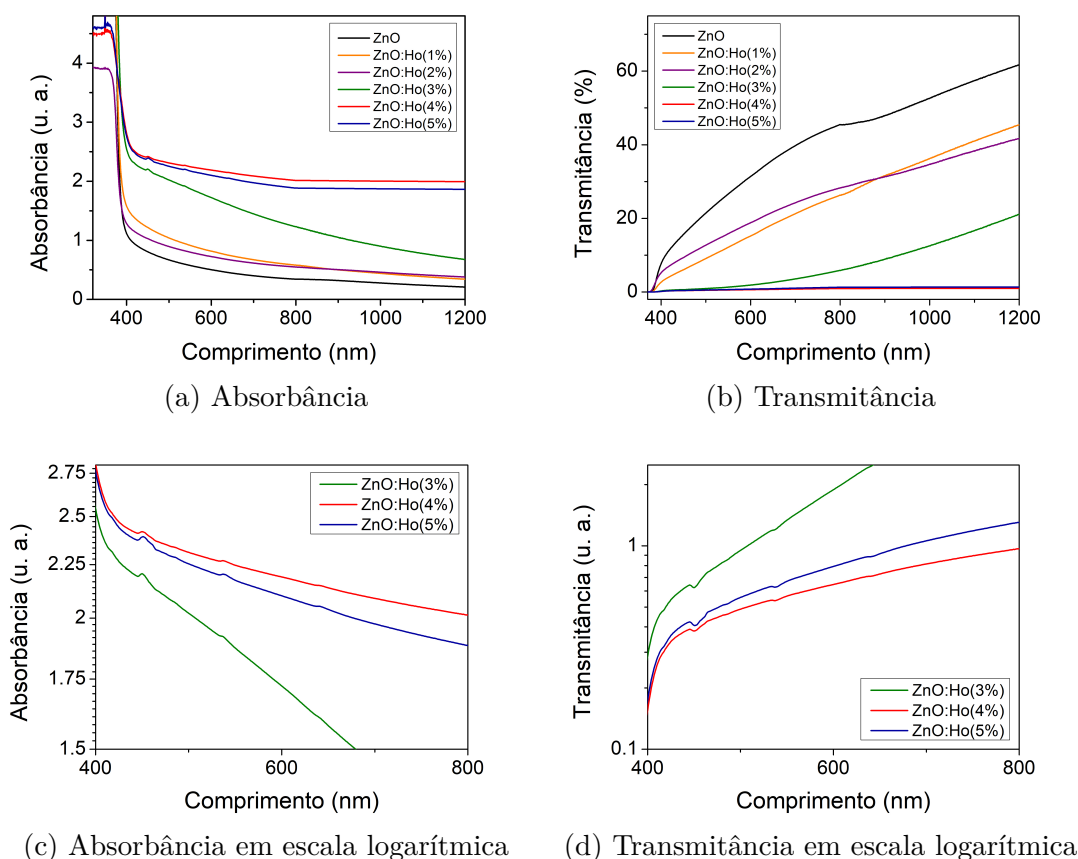 Absorbância (u. a.)
4
3
2
1
0
400
600
800
1000
1200
Comprimento (nm)
ZnO
ZnO:Ho(1%)
ZnO:Ho(2%)
ZnO:Ho(3%)
ZnO:Ho(4%)
ZnO:Ho(5%)
(a) Absorbância
Transmitância (%)
60
40
20
0
400
600
800
1000
1200
Comprimento (nm)
ZnO
ZnO:Ho(1%)
ZnO:Ho(2%)
ZnO:Ho(3%)
ZnO:Ho(4%)
ZnO:Ho(5%)
(b) Transmitância
Absorbância (u. a.)
2.75
2.5
2.25
2
1.75
1.5
400
600
800
Comprimento (nm)
ZnO:Ho(3%)
ZnO:Ho(4%)
ZnO:Ho(5%)
(c) Absorbância em escala logarítmica
Transmitância (u. a.)
1
0.1
400
600
800
Comprimento (nm)
ZnO:Ho(3%)
ZnO:Ho(4%)
ZnO:Ho(5%)
(d) Transmitância em escala logarítmica